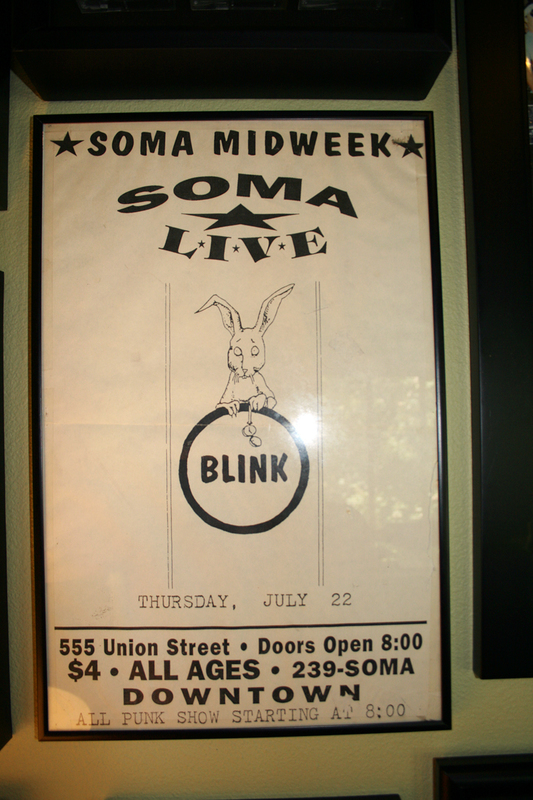 ★SOMA MIDWEEK★
SOMA
L★I★V★E
BLINK
THURSDAY, JULY 22
555 Union Street • Doors Open 8:00
$4 • ALL AGES • 239-SOMA
DOWNTOWN
ALL PUNK SHOW STARTING AT 8:00